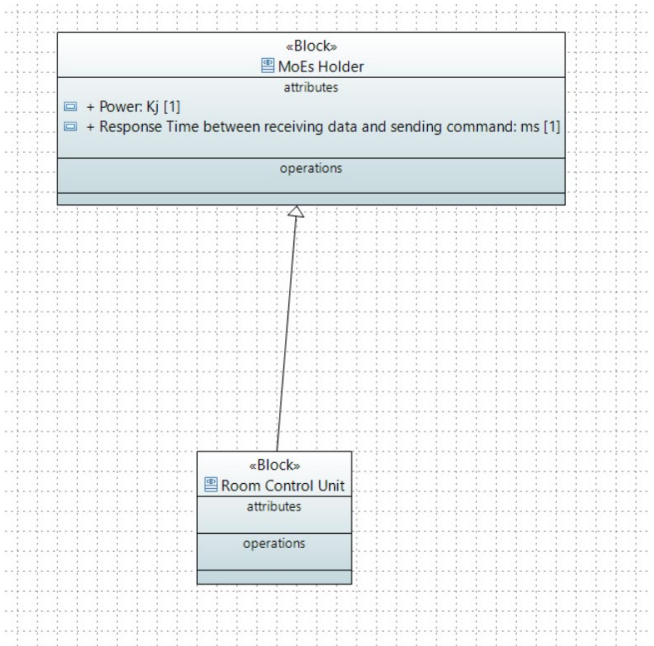 «Block»
MoEs Holder
attributes
+ Power: Kj [1]
+ Response Time between receiving data and sending command: ms [1]
operations
«Block»
Room Control Unit
attributes
operations